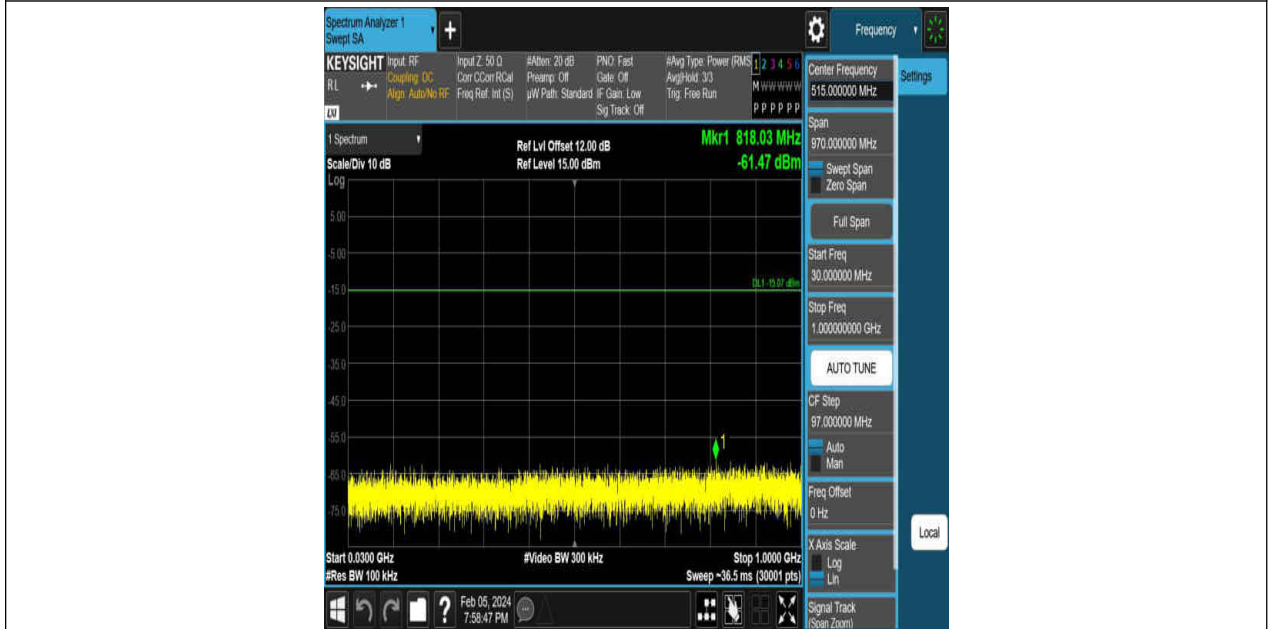 Spectrum Analyzer 1
Swept SA
Frequency
KEYSIGHT
RL
LXI
Input: RF
Coupling: DC
Align: Auto/No RF
Input Z: 50 Ω
Corr CCorr RCal
Freq Ref: Int (S)
#Atten: 20 dB
Preamp: Off
µW Path: Standard
PNO: Fast
Gate: Off
IF Gain: Low
Sig Track: Off
#Avg Type: Power (RMS
Avg|Hold: 3/3
Trig: Free Run
1 2 3 4 5 6
M W W W W W
P P P P P P
Center Frequency
515.000000 MHz
Settings
1 Spectrum
Scale/Div 10 dB
Log
Ref Lvl Offset 12.00 dB
Ref Level 15.00 dBm
Mkr1 818.03 MHz
-61.47 dBm
5.00
-5.00
DL1 -15.07 dBm
-15.0
-25.0
-35.0
-45.0
-55.0
1
-65.0
-75.0
Start 0.0300 GHz
#Res BW 100 kHz
#Video BW 300 kHz
Stop 1.0000 GHz
Sweep ~36.5 ms (30001 pts)
Span
970.000000 MHz
Swept Span
Zero Span
Full Span
Start Freq
30.000000 MHz
Stop Freq
1.000000000 GHz
AUTO TUNE
CF Step
97.000000 MHz
Auto
Man
Freq Offset
0 Hz
X Axis Scale
Log
Lin
Signal Track
(Span Zoom)
Local
Feb 05, 2024
7:58:47 PM